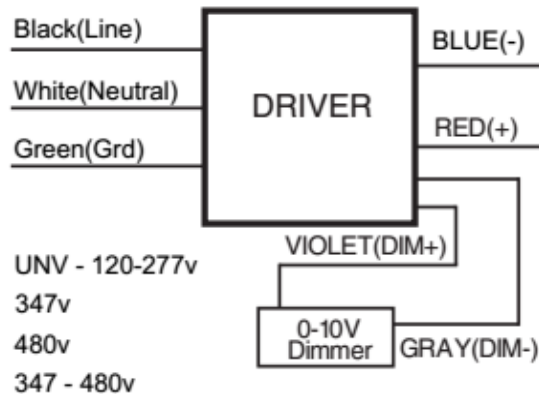 Black(Line)
White(Neutral)
Green(Grd)
DRIVER
BLUE(-)
RED(+)
VIOLET(DIM+)
0-10V
Dimmer
GRAY(DIM-)
UNV - 120-277v
347v
480v
347 - 480v